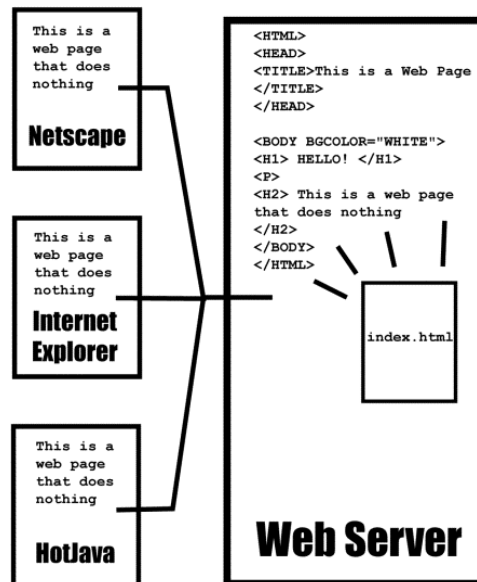 This is a
web page
that does
nothing
Netscape
This is a
web page
that does
nothing
Internet
Explorer
This is a
web page
that does
nothing
HotJava
<HTML>
<HEAD>
<TITLE>This is a Web Page
</TITLE>
</HEAD>
<BODY BGCOLOR="WHITE">
<H1> HELLO! </H1>
<P>
<H2> This is a web page
that does nothing
</H2>
</BODY>
</HTML>
index.html
Web Server